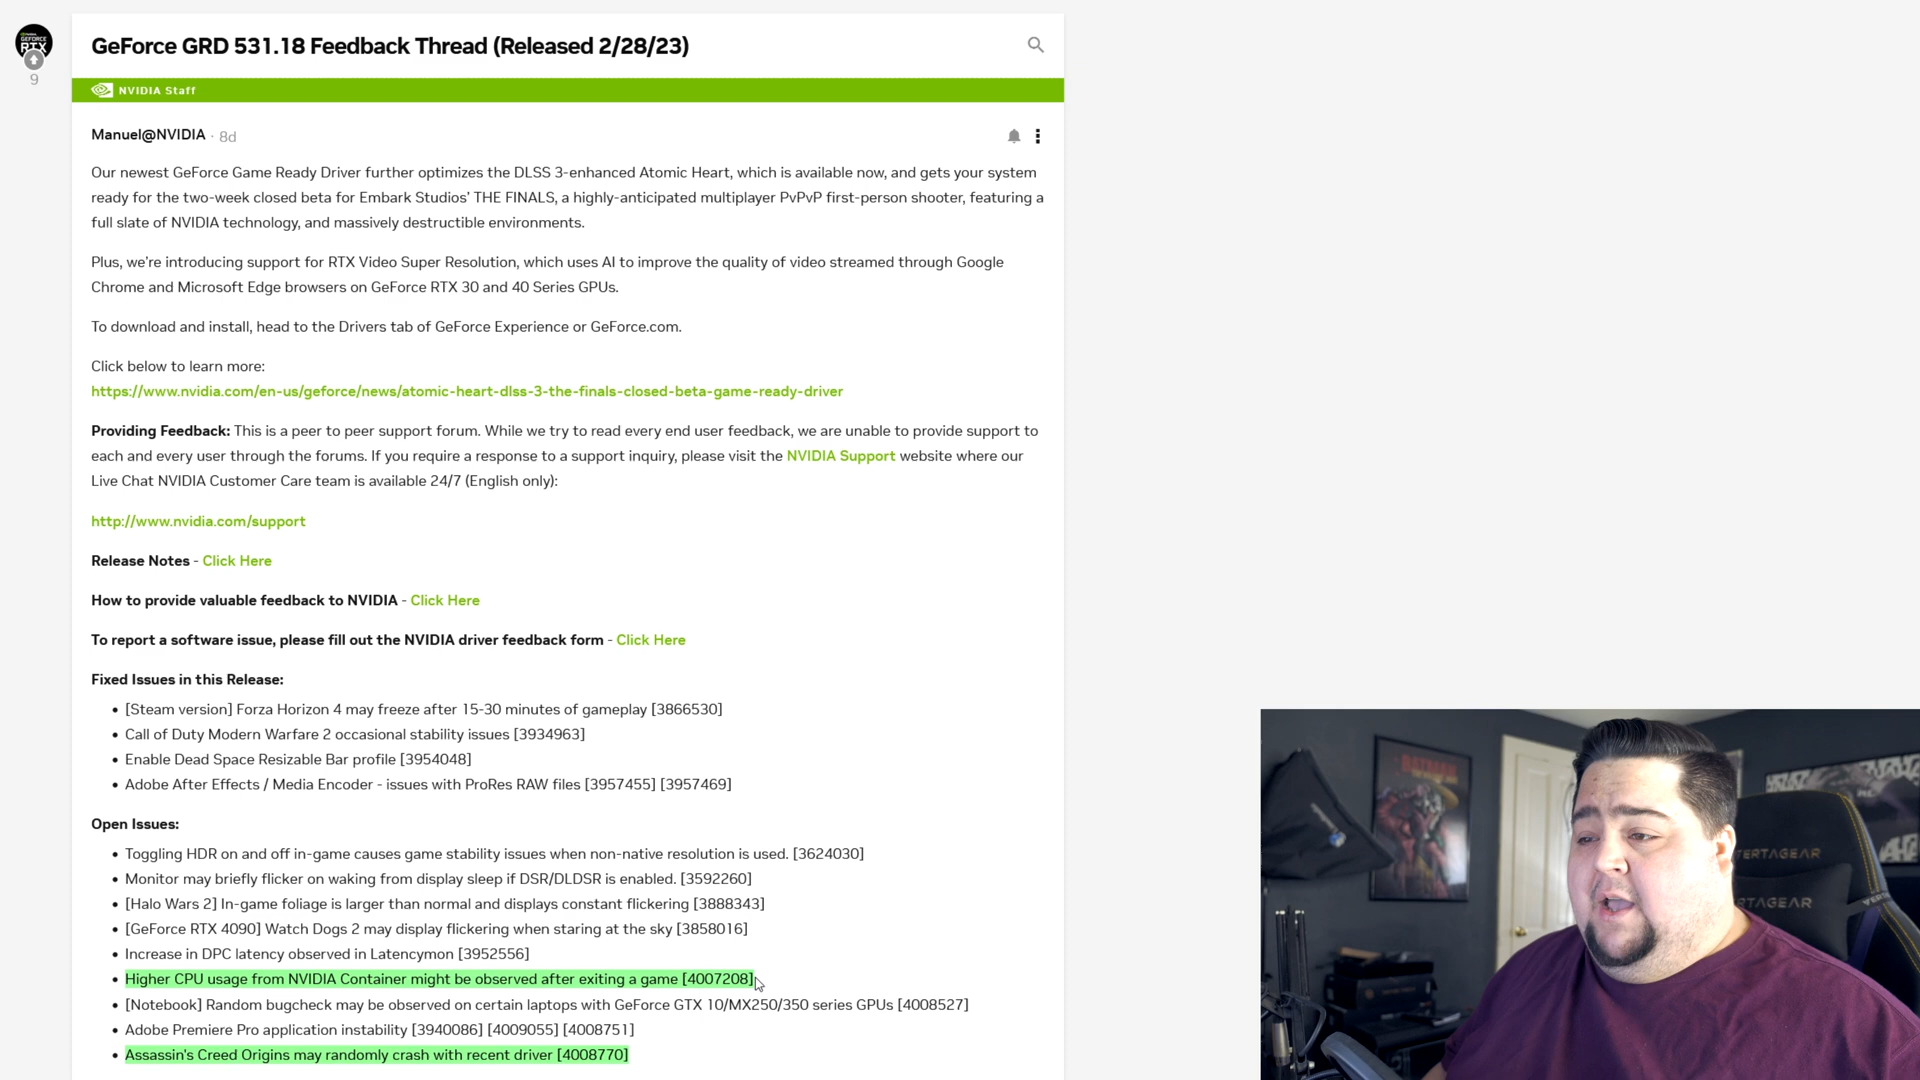 GEFORCE
RTX
9
GeForce GRD 531.18 Feedback Thread (Released 2/28/23)
NVIDIA Staff
Manuel@NVIDIA · 8d
Our newest GeForce Game Ready Driver further optimizes the DLSS 3-enhanced Atomic Heart, which is available now, and gets your system
ready for the two-week closed beta for Embark Studios' THE FINALS, a highly-anticipated multiplayer PvPvP first-person shooter, featuring a
full slate of NVIDIA technology, and massively destructible environments.
Plus, we're introducing support for RTX Video Super Resolution, which uses AI to improve the quality of video streamed through Google
Chrome and Microsoft Edge browsers on GeForce RTX 30 and 40 Series GPUs.
To download and install, head to the Drivers tab of GeForce Experience or GeForce.com.
Click below to learn more:
https://www.nvidia.com/en-us/geforce/news/atomic-heart-dlss-3-the-finals-closed-beta-game-ready-driver
Providing Feedback: This is a peer to peer support forum. While we try to read every end user feedback, we are unable to provide support to
each and every user through the forums. If you require a response to a support inquiry, please visit the NVIDIA Support website where our
Live Chat NVIDIA Customer Care team is available 24/7 (English only):
http://www.nvidia.com/support
Release Notes - Click Here
How to provide valuable feedback to NVIDIA - Click Here
To report a software issue, please fill out the NVIDIA driver feedback form - Click Here
Fixed Issues in this Release:
• [Steam version] Forza Horizon 4 may freeze after 15-30 minutes of gameplay [3866530]
• Call of Duty Modern Warfare 2 occasional stability issues [3934963]
• Enable Dead Space Resizable Bar profile [3954048]
• Adobe After Effects / Media Encoder - issues with ProRes RAW files [3957455] [3957469]
Open Issues:
• Toggling HDR on and off in-game causes game stability issues when non-native resolution is used. [3624030]
• Monitor may briefly flicker on waking from display sleep if DSR/DLDSR is enabled. [3592260]
• [Halo Wars 2] In-game foliage is larger than normal and displays constant flickering [3888343]
• [GeForce RTX 4090] Watch Dogs 2 may display flickering when staring at the sky [3858016]
• Increase in DPC latency observed in Latencymon [3952556]
• Higher CPU usage from NVIDIA Container might be observed after exiting a game [4007208]
• [Notebook] Random bugcheck may be observed on certain laptops with GeForce GTX 10/MX250/350 series GPUs [4008527]
• Adobe Premiere Pro application instability [3940086] [4009055] [4008751]
• Assassin's Creed Origins may randomly crash with recent driver [4008770]